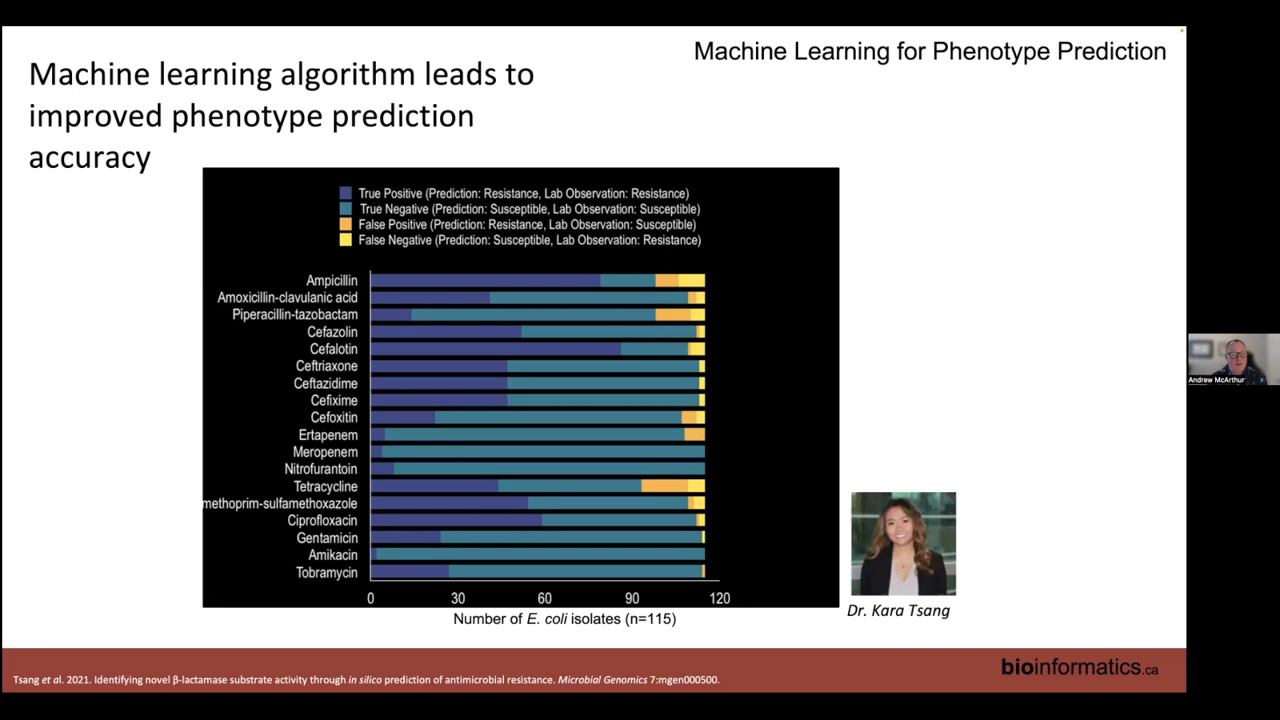 Machine Learning for Phenotype Prediction
Machine learning algorithm leads to
improved phenotype prediction
accuracy
True Positive (Prediction: Resistance, Lab Observation: Resistance)
True Negative (Prediction: Susceptible, Lab Observation: Susceptible)
False Positive (Prediction: Resistance, Lab Observation: Susceptible)
False Negative (Prediction: Susceptible, Lab Observation: Resistance)
Ampicillin
Amoxicillin-clavulanic acid
Piperacillin-tazobactam
Cefazolin
Cefalotin
Ceftriaxone
Ceftazidime
Cefixime
Cefoxitin
Ertapenem
Meropenem
Nitrofurantoin
Tetracycline
methoprim-sulfamethoxazole
Ciprofloxacin
Gentamicin
Amikacin
Tobramycin
0 30 60 90 120
Number of E. coli isolates (n=115)
Dr. Kara Tsang
Andrew McArthur
bioinformatics.ca
Tsang et al. 2021. Identifying novel β-lactamase substrate activity through in silico prediction of antimicrobial resistance. Microbial Genomics 7:mgen000500.